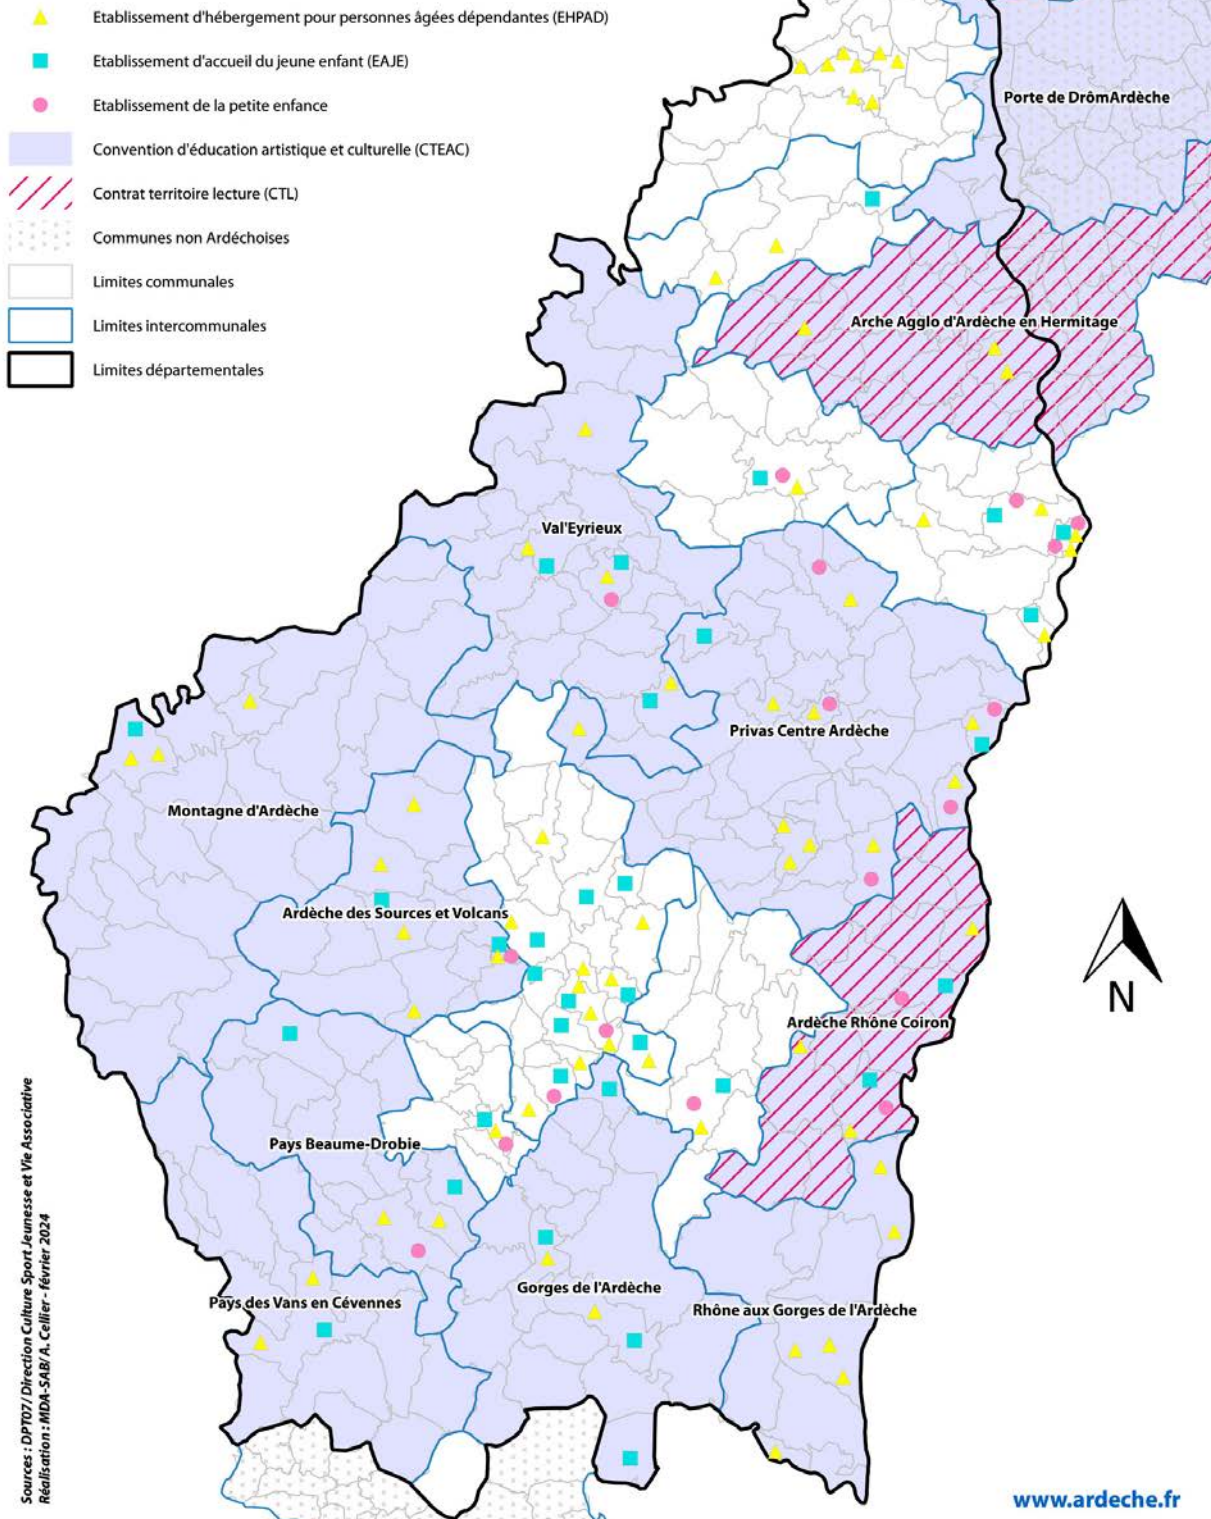 Etablissement d'hébergement pour personnes âgées dépendantes (EHPAD)
Etablissement d'accueil du jeune enfant (EAJE)
Etablissement de la petite enfance
Convention d'éducation artistique et culturelle (CTEAC)
Contrat territoire lecture (CTL)
Communes non Ardéchoises
Limites communales
Limites intercommunales
Limites départementales
Porte de DrômArdèche
Arche Agglo d'Ardèche en Hermitage
Val'Eyrieux
Privas Centre Ardèche
Montagne d'Ardèche
Ardèche des Sources et Volcans
N
Ardèche Rhône Coiron
Pays Beaume-Drobie
Gorges de l'Ardèche
Pays des Vans en Cévennes
Rhône aux Gorges de l'Ardèche
Sources : DPT07/ Direction Culture Sport Jeunesse et Vie Associative
Réalisation : MDA-SAB/ A. Cellier - février 2024
www.ardeche.fr